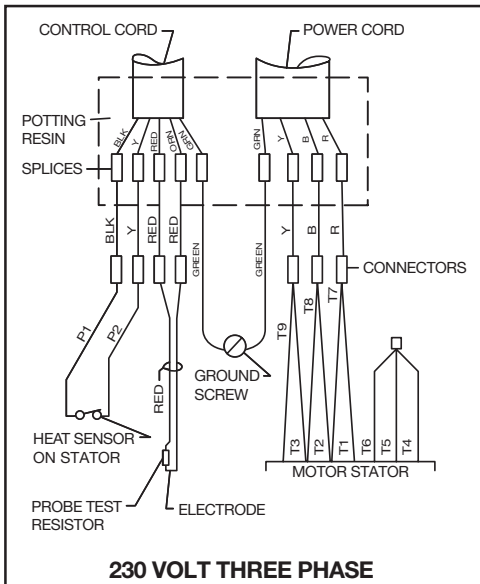 CONTROL CORD
POWER CORD
POTTING
RESIN
BLK
Y
RED
ORN
GRN
GRN
Y
B
R
SPLICES
BLK
Y
RED
RED
GREEN
GREEN
Y
B
R
CONNECTORS
P1
P2
T9
T8
T7
GROUND
SCREW
RED
HEAT SENSOR
ON STATOR
T3
T2
T1
T6
T5
T4
MOTOR STATOR
PROBE TEST
RESISTOR
ELECTRODE
230 VOLT THREE PHASE